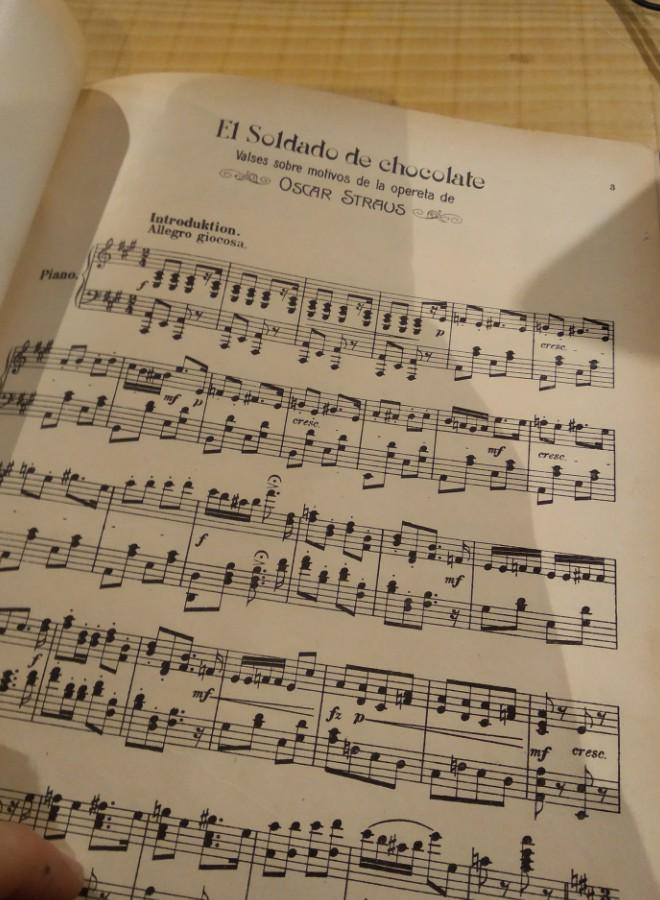 El Soldado de chocolate
Valses sobre motivos de la opereta de
OSCAR STRAUS
3
Introduktion.
Allegro giocosa.
Piano.
f
p
cresc.
mf p
cresc.
mf
cresc.
f
mf
f
mf
fz p
mf cresc.